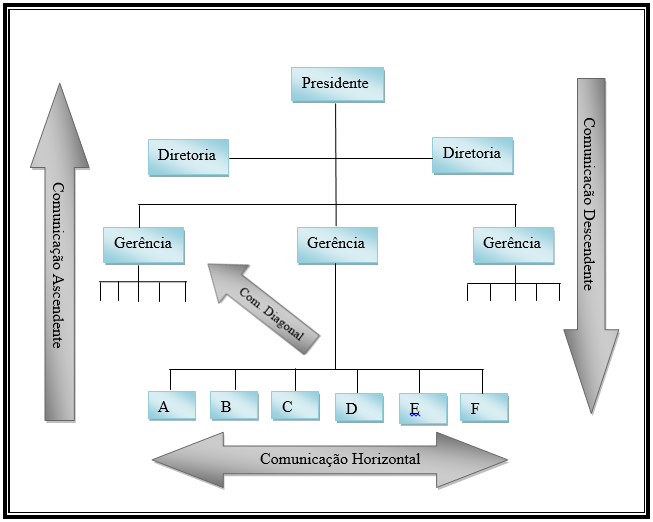 Presidente
Diretoria
Diretoria
Comunicação Ascendente
Comunicação Descendente
Gerência
Gerência
Gerência
Com. Diagonal
A
B
C
D
E
F
Comunicação Horizontal